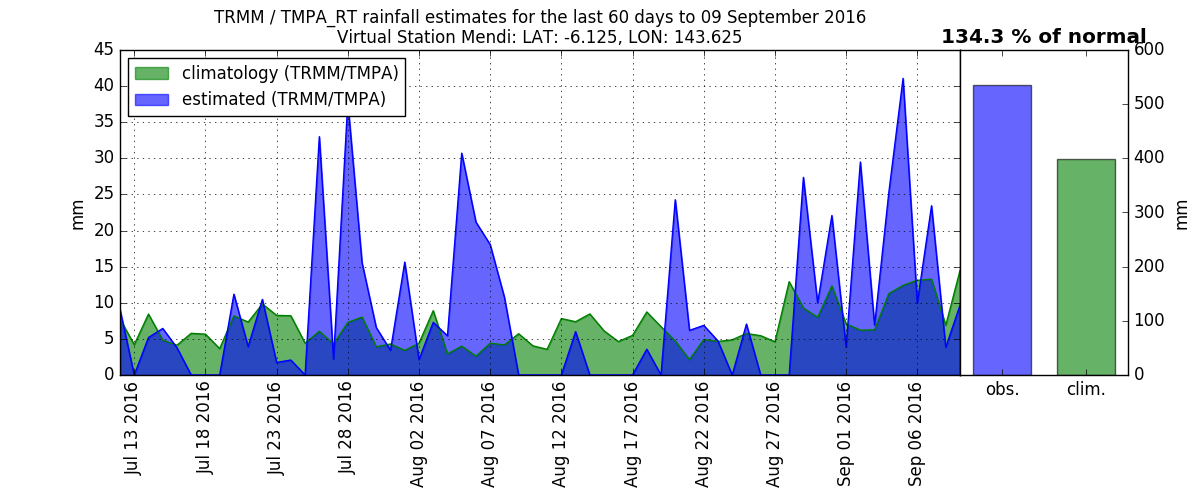 TRMM / TMPA_RT rainfall estimates for the last 60 days to 09 September 2016
Virtual Station Mendi: LAT: -6.125, LON: 143.625
134.3 % of normal
climatology (TRMM/TMPA)
estimated (TRMM/TMPA)
mm
45
40
35
30
25
20
15
10
5
0
Jul 13 2016
Jul 18 2016
Jul 23 2016
Jul 28 2016
Aug 02 2016
Aug 07 2016
Aug 12 2016
Aug 17 2016
Aug 22 2016
Aug 27 2016
Sep 01 2016
Sep 06 2016
obs.
clim.
600
500
400
300
200
100
0
mm